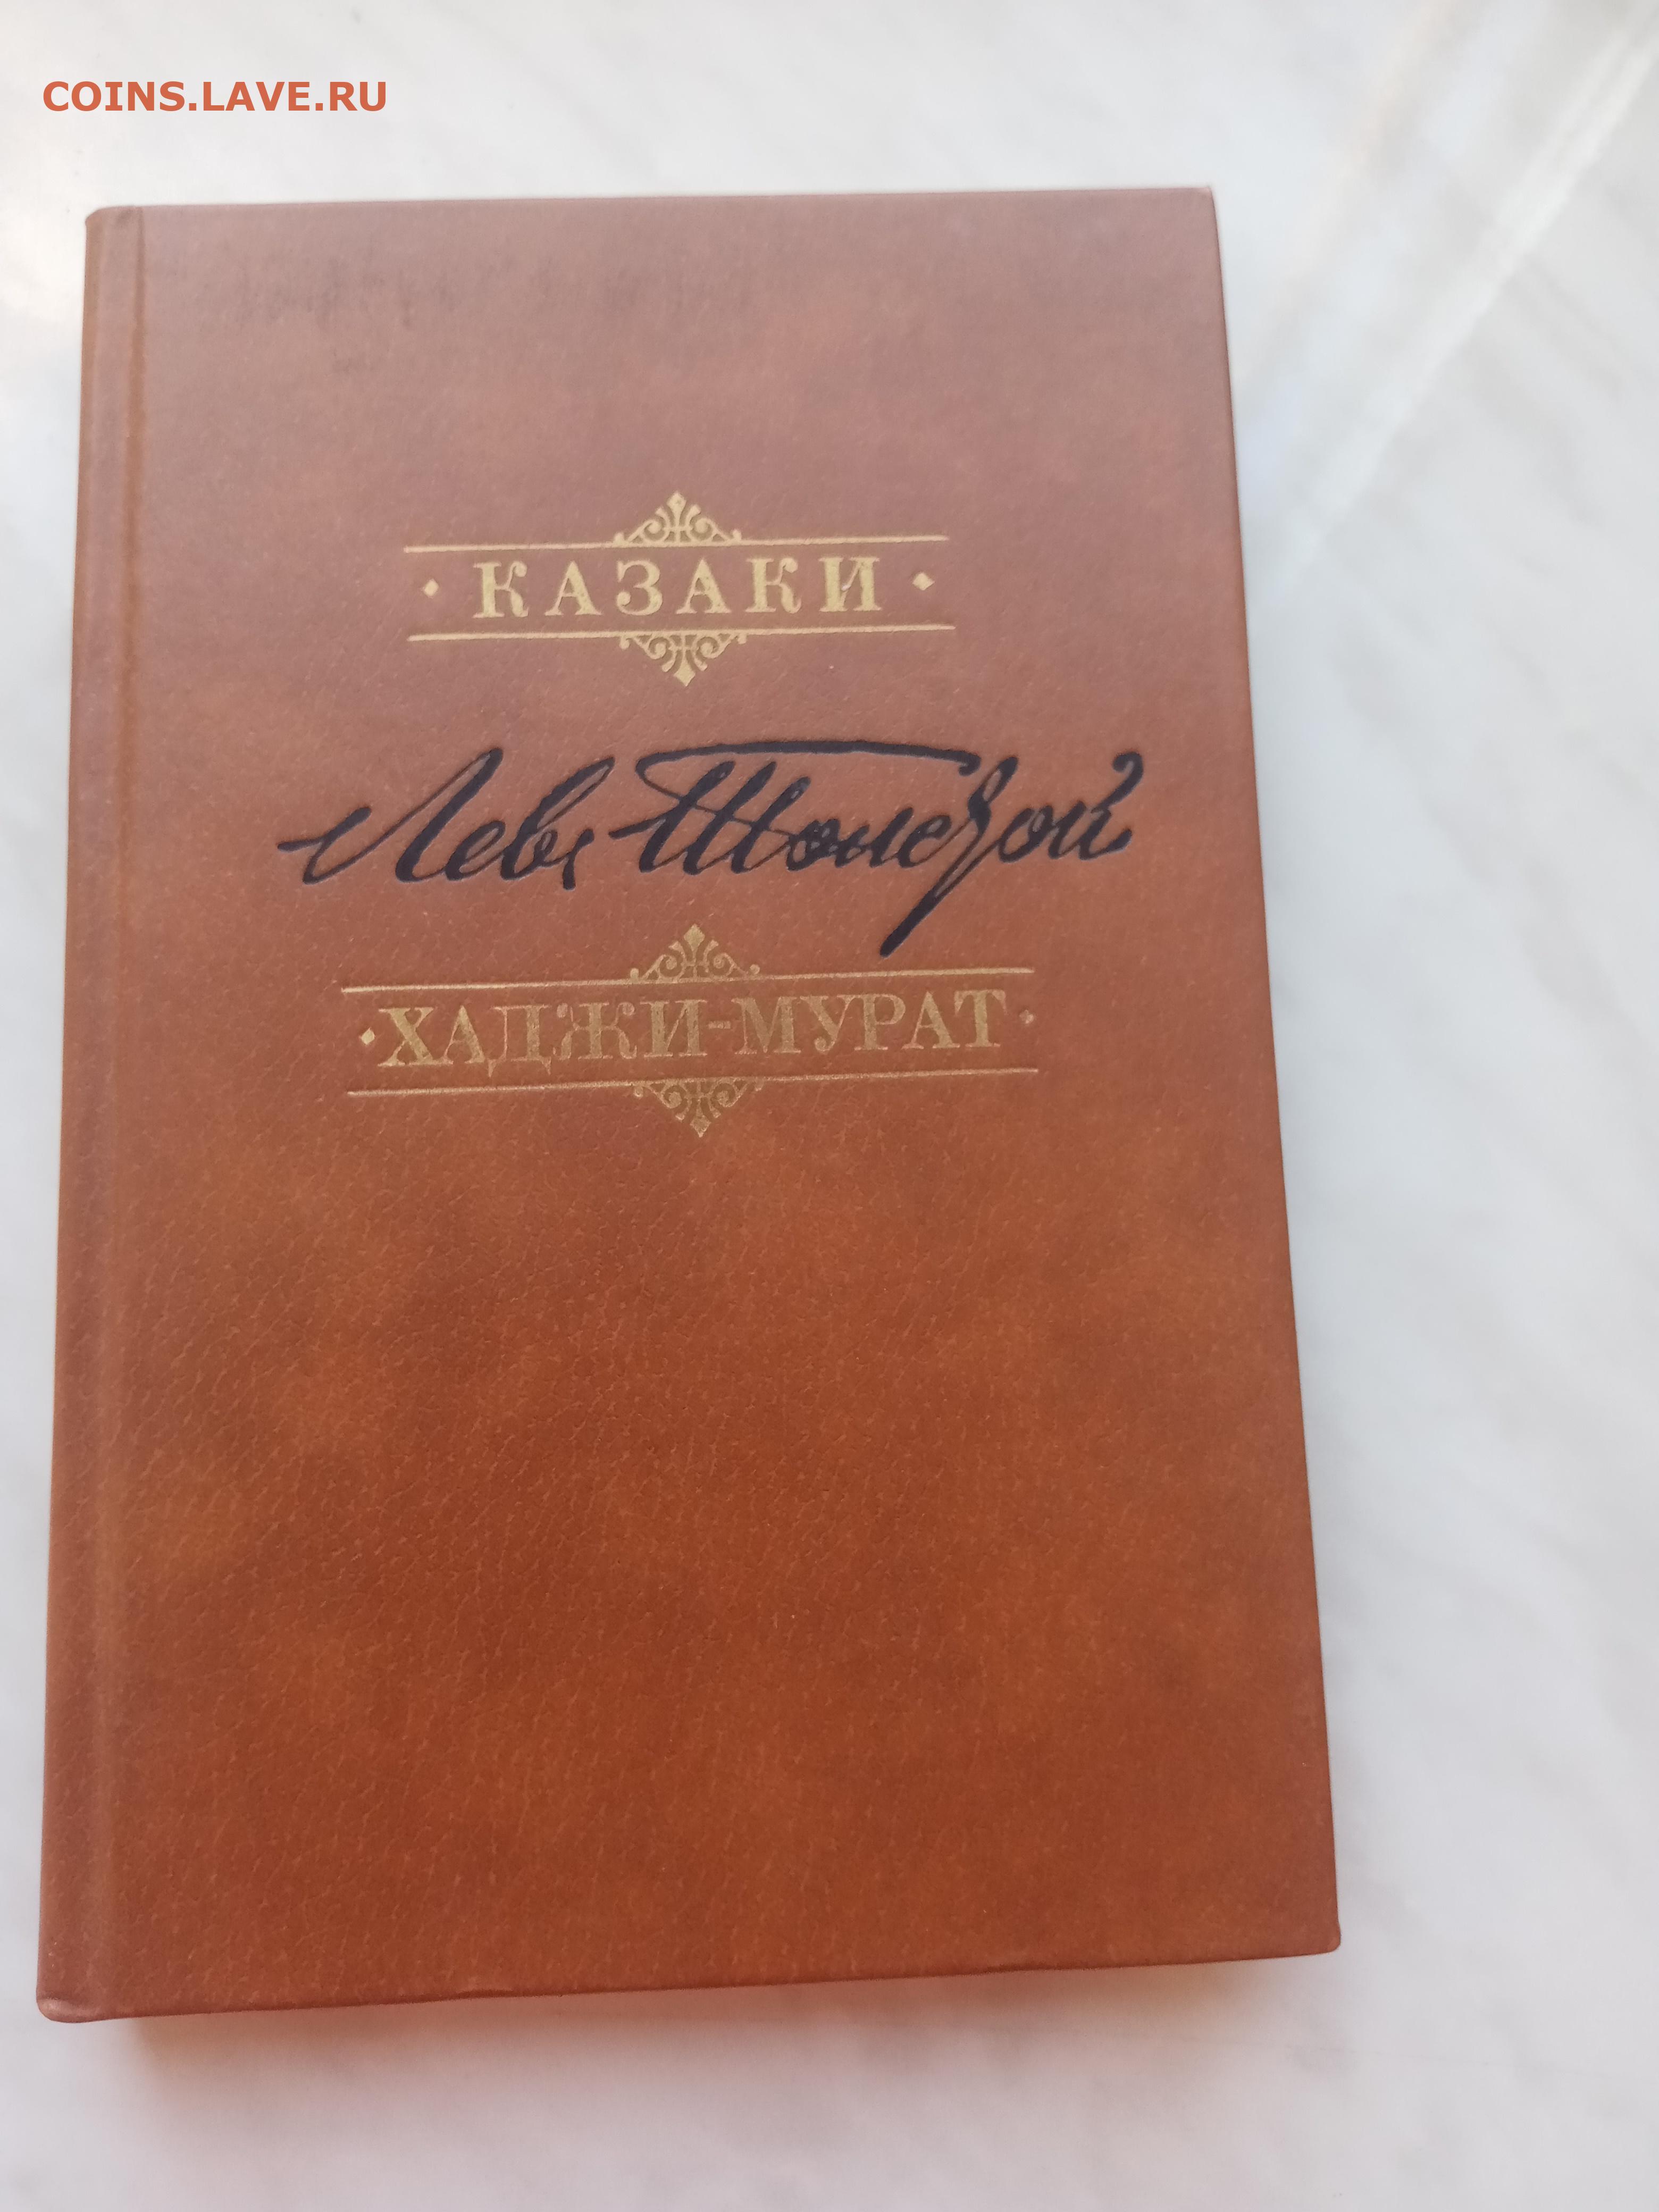 COINS.LAVE.RU
КАЗАКИ
Левъ Толстой
ХАДЖИ-МУРАТ